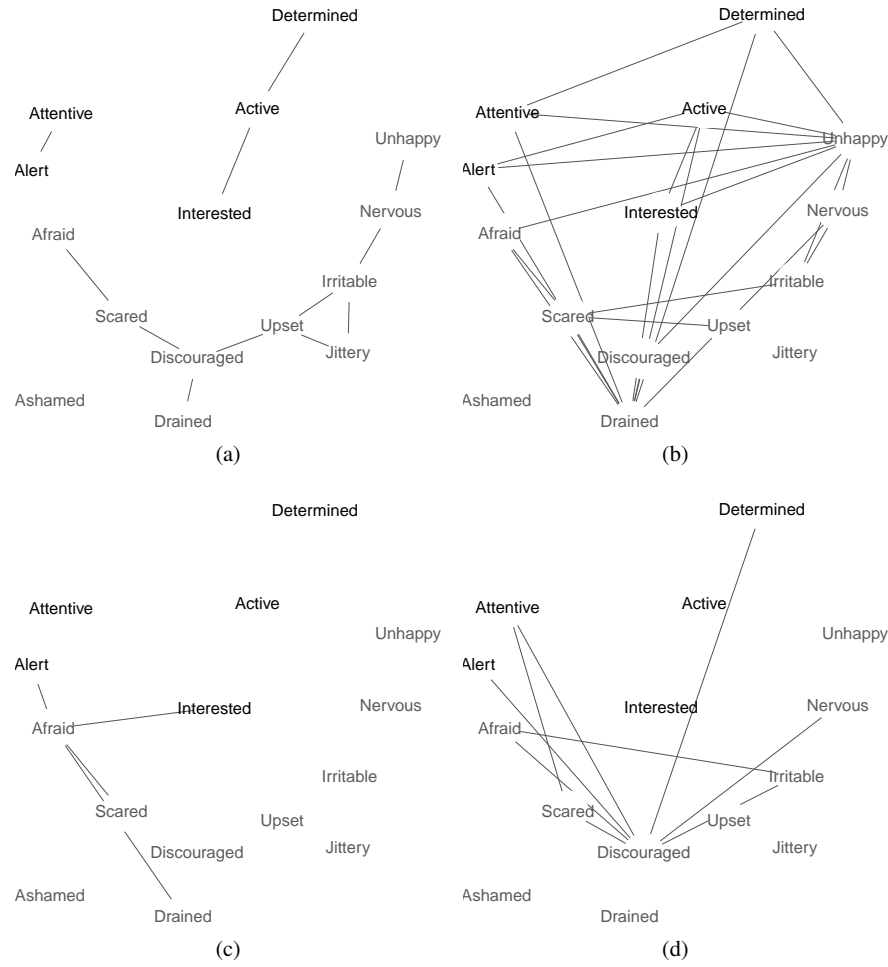 Determined
Attentive
Active
Unhappy
Alert
Interested
Nervous
Afraid
Irritable
Scared
Upset
Discouraged
Jittery
Ashamed
Drained
(a)
Determined
Attentive
Active
Unhappy
Alert
Interested
Nervous
Afraid
Irritable
Scared
Upset
Discouraged
Jittery
Ashamed
Drained
(b)
Determined
Attentive
Active
Unhappy
Alert
Interested
Nervous
Afraid
Irritable
Scared
Upset
Discouraged
Jittery
Ashamed
Drained
(c)
Determined
Attentive
Active
Unhappy
Alert
Interested
Nervous
Afraid
Irritable
Scared
Upset
Discouraged
Jittery
Ashamed
Drained
(d)